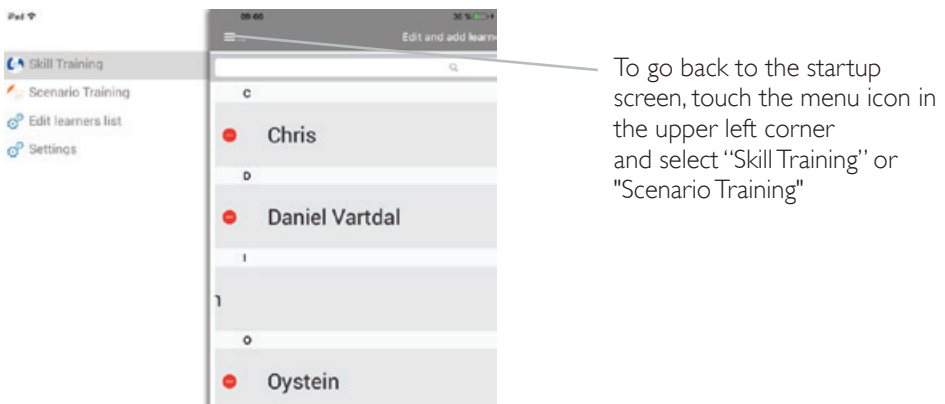 iPad
09:00
Edit and add learn
Skill Training
Scenario Training
Edit learners list
Settings
C
Chris
D
Daniel Vartdal
I
O
Oystein
To go back to the startup
screen, touch the menu icon in
the upper left corner
and select “Skill Training” or
"Scenario Training"